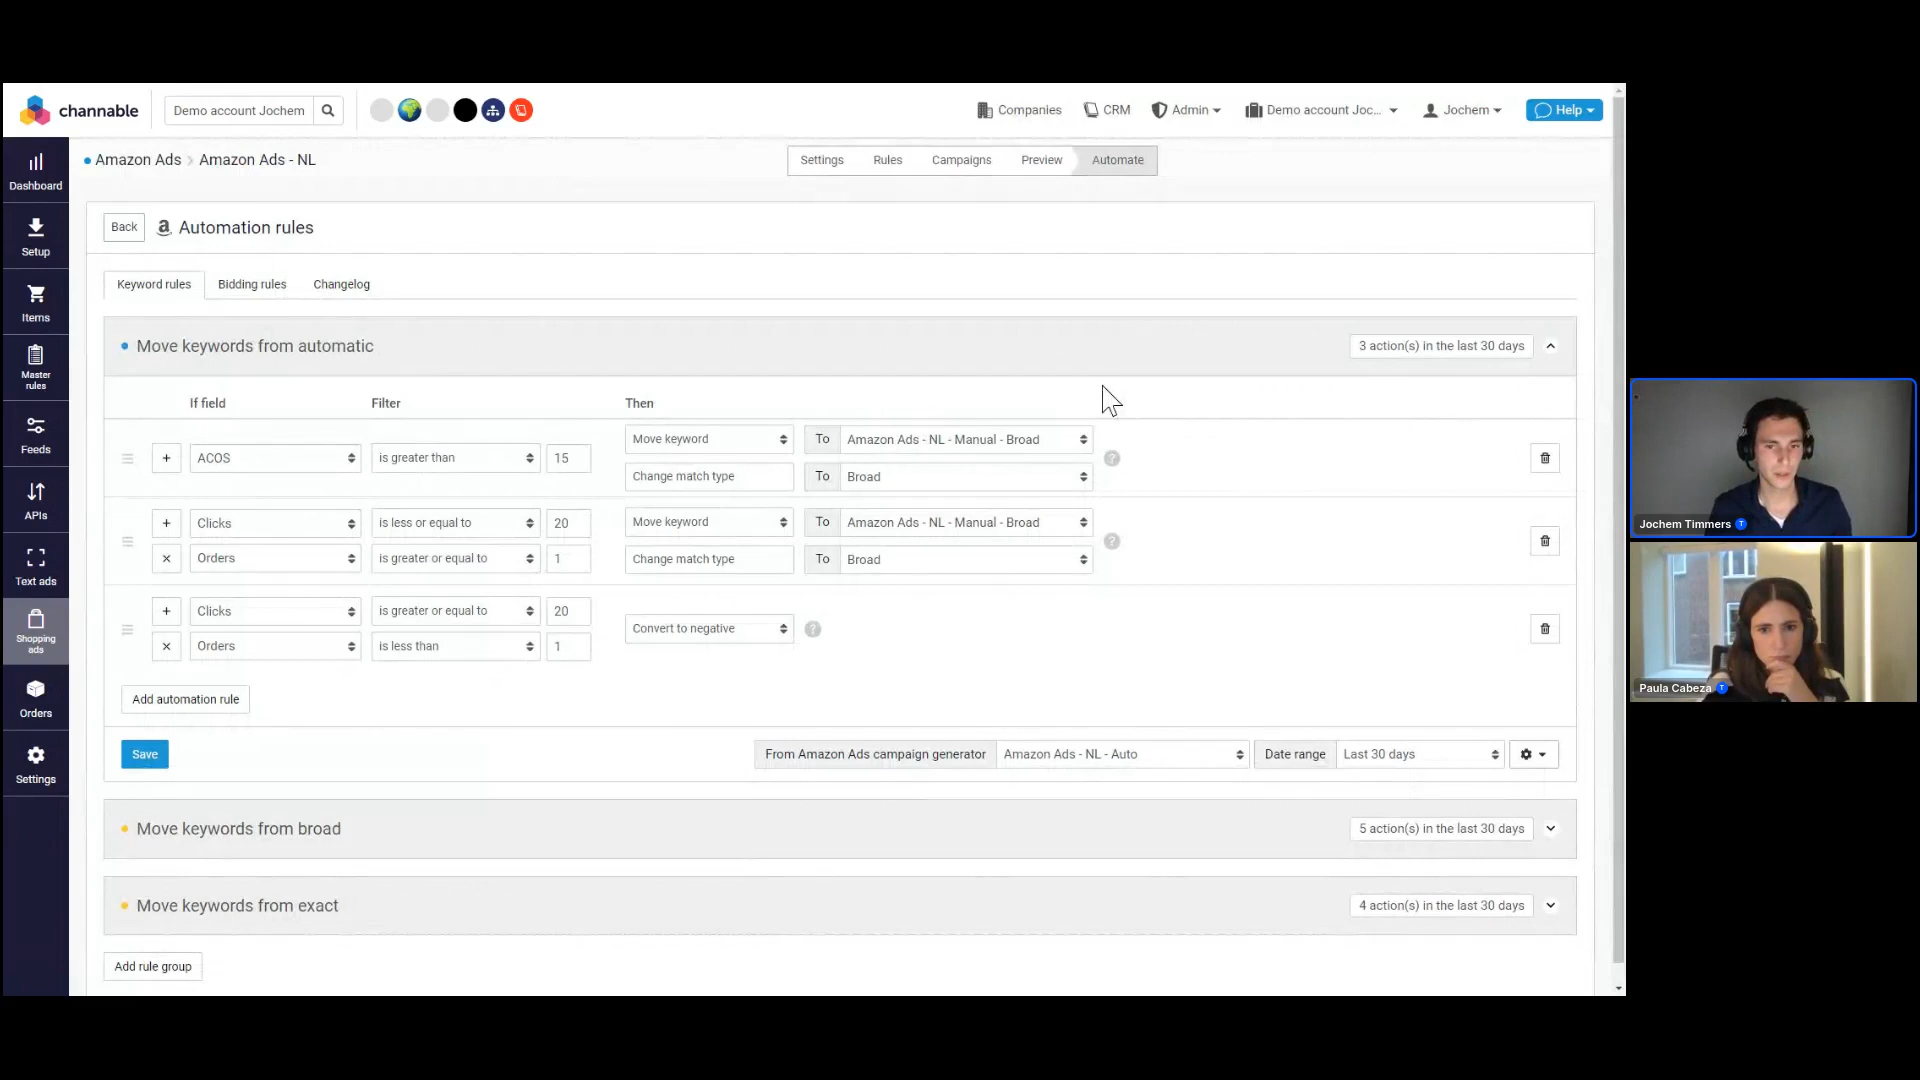 channable
Demo account Jochem
Companies
CRM
Admin
Demo account Joc...
Jochem
Help
Amazon Ads > Amazon Ads - NL
Settings
Rules
Campaigns
Preview
Automate
Dashboard
Setup
Items
Master
rules
Feeds
APIs
Text ads
Shopping
ads
Orders
Settings
Back
a Automation rules
Keyword rules
Bidding rules
Changelog
Move keywords from automatic
3 action(s) in the last 30 days
If field
Filter
Then
+ ACOS is greater than 15
Move keyword To Amazon Ads - NL - Manual - Broad
Change match type To Broad
?
+ Clicks is less or equal to 20
× Orders is greater or equal to 1
Move keyword To Amazon Ads - NL - Manual - Broad
Change match type To Broad
?
+ Clicks is greater or equal to 20
× Orders is less than 1
Convert to negative
?
Add automation rule
Save
From Amazon Ads campaign generator Amazon Ads - NL - Auto
Date range Last 30 days
Move keywords from broad
5 action(s) in the last 30 days
Move keywords from exact
4 action(s) in the last 30 days
Add rule group
Jochem Timmers T
Paula Cabeza T